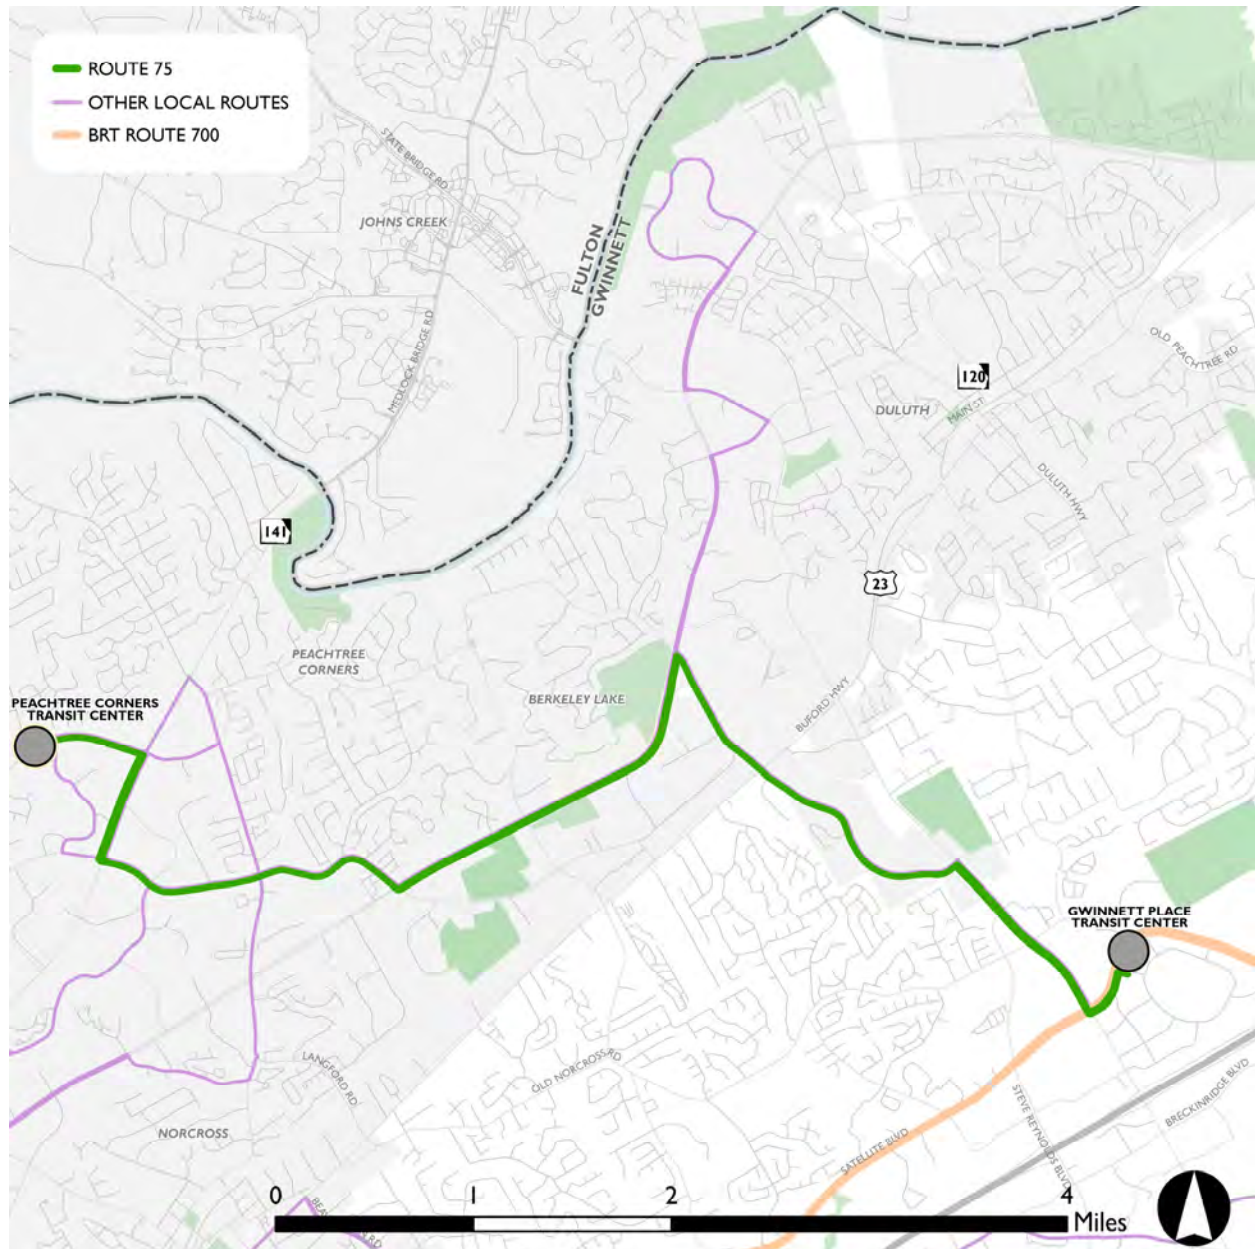 ROUTE 75
OTHER LOCAL ROUTES
BRT ROUTE 700
STATE BRIDGE RD
JOHNS CREEK
FULTON
GWINNETT
MEDLOCK BRIDGE RD
OLD PEACHTREE RD
120
DULUTH
MAIN ST
DULUTH HWY
141
23
PEACHTREE
CORNERS
BERKELEY LAKE
BUFORD HWY
PEACHTREE CORNERS
TRANSIT CENTER
GWINNETT PLACE
TRANSIT CENTER
LANGFORD RD
OLD NORCROSS RD
NORCROSS
SATELLITE BLVD
STEVE REYNOLDS BLVD
BRECKINRIDGE BLVD
0 1 2 4
Miles